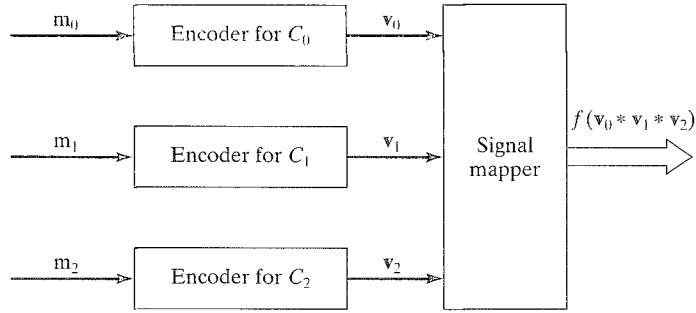 m₀
Encoder for C₀
v₀
f (v₀ * v₁ * v₂)
m₁
Encoder for C₁
v₁
Signal
mapper
m₂
Encoder for C₂
v₂